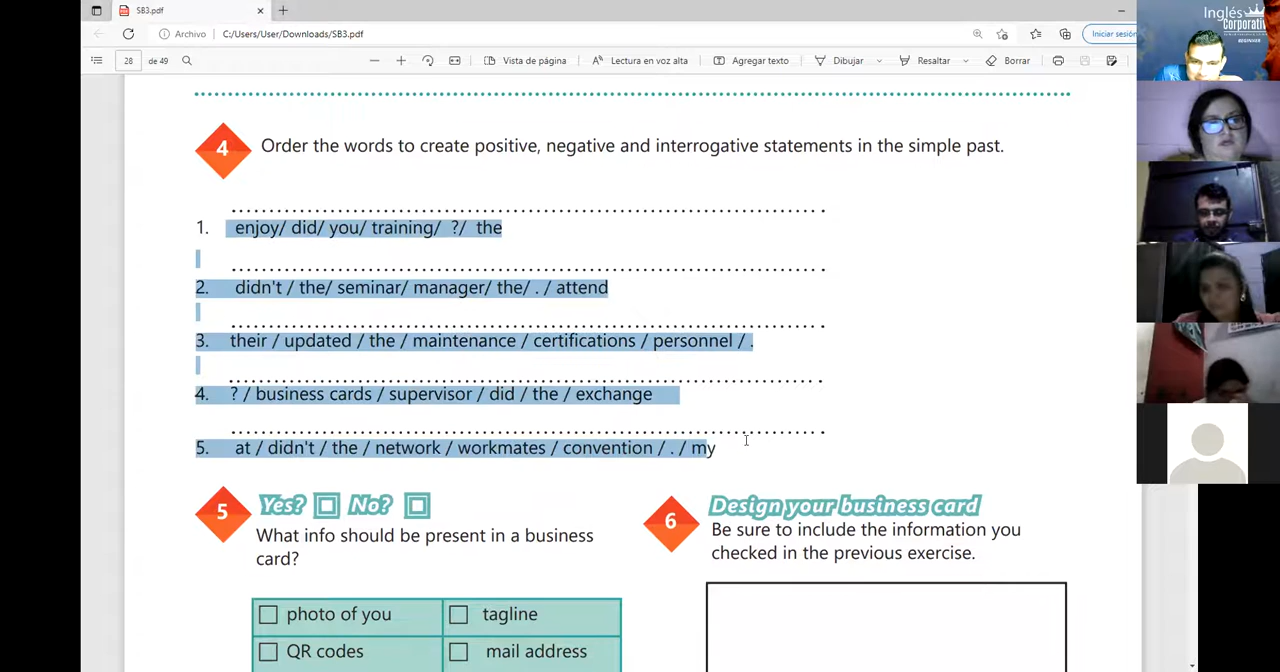 SB3.pdf
Archivo C:/Users/User/Downloads/SB3.pdf Iniciar sesión
28 de 49 Vista de página Lectura en voz alta Agregar texto Dibujar Resaltar Borrar
Inglés
Corporativo
BEGINNER
4 Order the words to create positive, negative and interrogative statements in the simple past.
1. enjoy/ did/ you/ training/ ?/ the
2. didn't / the/ seminar/ manager/ the/ . / attend
3. their / updated / the / maintenance / certifications / personnel / .
4. ? / business cards / supervisor / did / the / exchange
5. at / didn't / the / network / workmates / convention / . / my
5 Yes? No?
What info should be present in a business
card?
photo of you tagline
QR codes mail address
6 Design your business card
Be sure to include the information you
checked in the previous exercise.